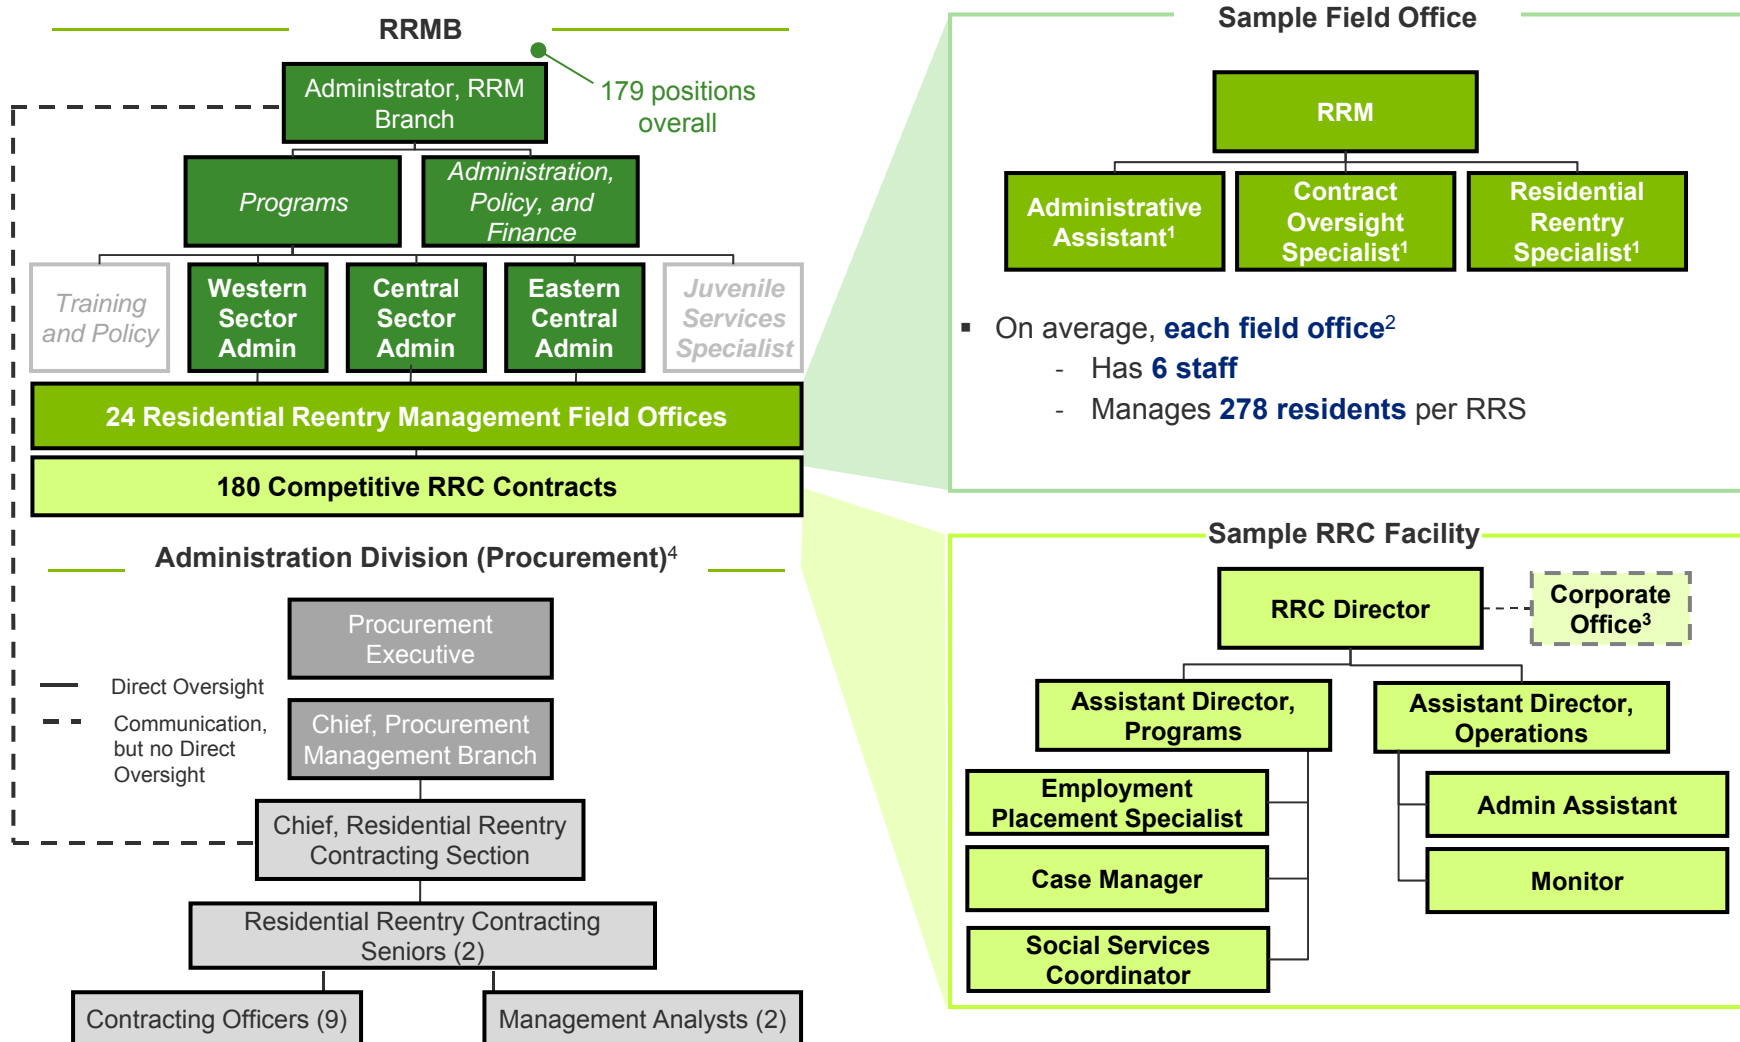 RRMB
Administrator, RRM
Branch
179 positions
overall
Programs
Administration,
Policy, and
Finance
Training
and Policy
Western
Sector
Admin
Central
Sector
Admin
Eastern
Central
Admin
Juvenile
Services
Specialist
24 Residential Reentry Management Field Offices
180 Competitive RRC Contracts
Administration Division (Procurement)4
Procurement
Executive
Direct Oversight
Communication,
but no Direct
Oversight
Chief, Procurement
Management Branch
Chief, Residential Reentry
Contracting Section
Residential Reentry Contracting
Seniors (2)
Contracting Officers (9)
Management Analysts (2)
Sample Field Office
RRM
Administrative
Assistant1
Contract
Oversight
Specialist1
Residential
Reentry
Specialist1
▪ On average, each field office2
- Has 6 staff
- Manages 278 residents per RRS
Sample RRC Facility
RRC Director
Corporate
Office3
Assistant Director,
Programs
Assistant Director,
Operations
Employment
Placement Specialist
Case Manager
Social Services
Coordinator
Admin Assistant
Monitor